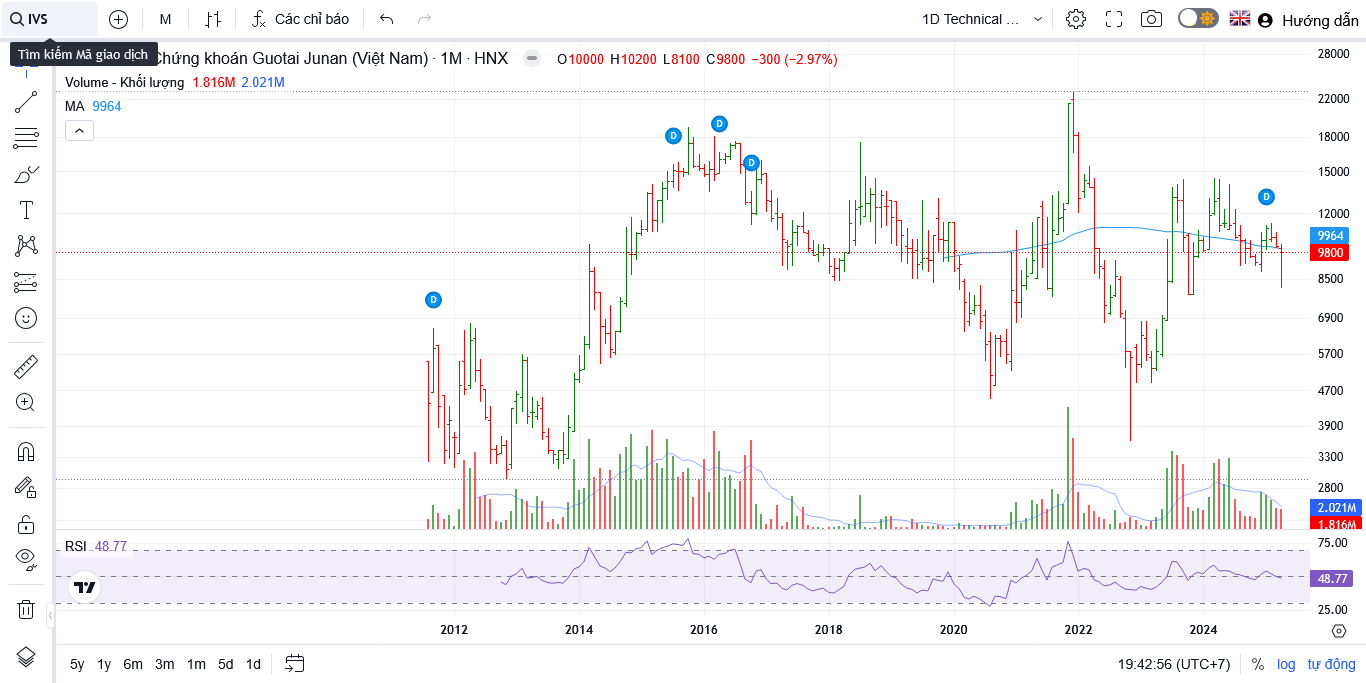 IVS
M
Các chỉ báo
1D Technical ...
Hướng dẫn
Tìm kiếm Mã giao dịch
Chứng khoán Guotai Junan (Việt Nam) · 1M · HNX
O10000 H10200 L8100 C9800 −300 (−2.97%)
Volume - Khối lượng 1.816M 2.021M
MA 9964
D
D
D
D
D
28000
22000
18000
15000
12000
9964
9800
8500
6900
5700
4700
3900
3300
2800
2.021M
1.816M
RSI 48.77
75.00
48.77
25.00
2012 2014 2016 2018 2020 2022 2024
5y 1y 6m 3m 1m 5d 1d
19:42:56 (UTC+7) % log tự động